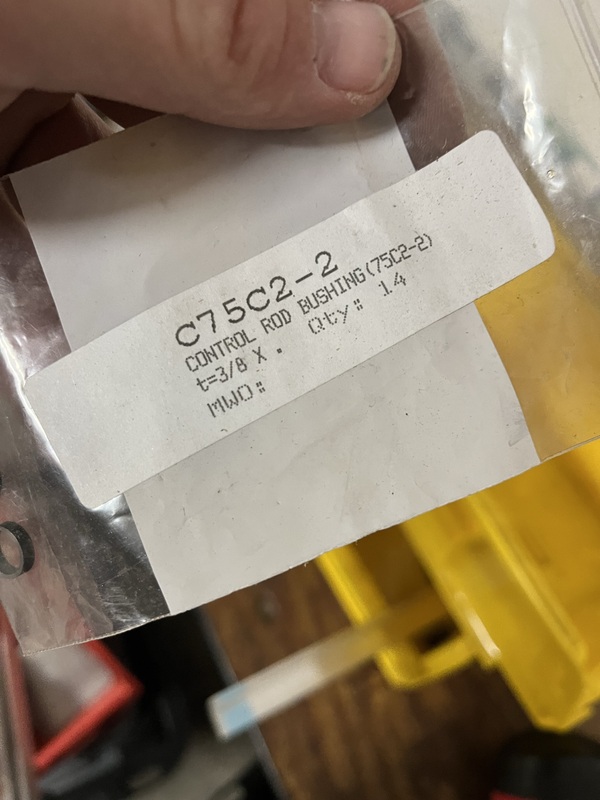 C75C2-2
CONTROL ROD BUSHING(75C2-2)
t=3/8 X . Qty: 14
MWO: